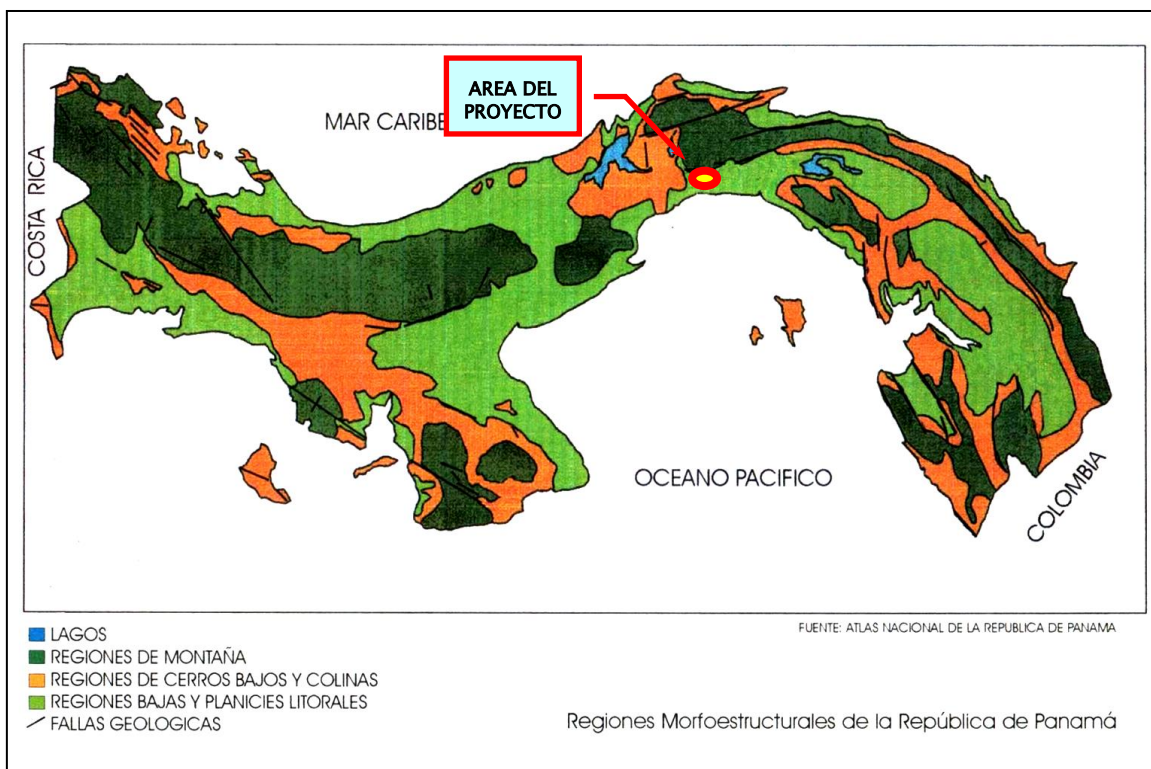 AREA DEL
PROYECTO
MAR CARIBE
COSTA RICA
OCEANO PACIFICO
COLOMBIA
FUENTE: ATLAS NACIONAL DE LA REPUBLICA DE PANAMA
LAGOS
REGIONES DE MONTAÑA
REGIONES DE CERROS BAJOS Y COLINAS
REGIONES BAJAS Y PLANICIES LITORALES
FALLAS GEOLOGICAS
Regiones Morfoestructurales de la República de Panamá